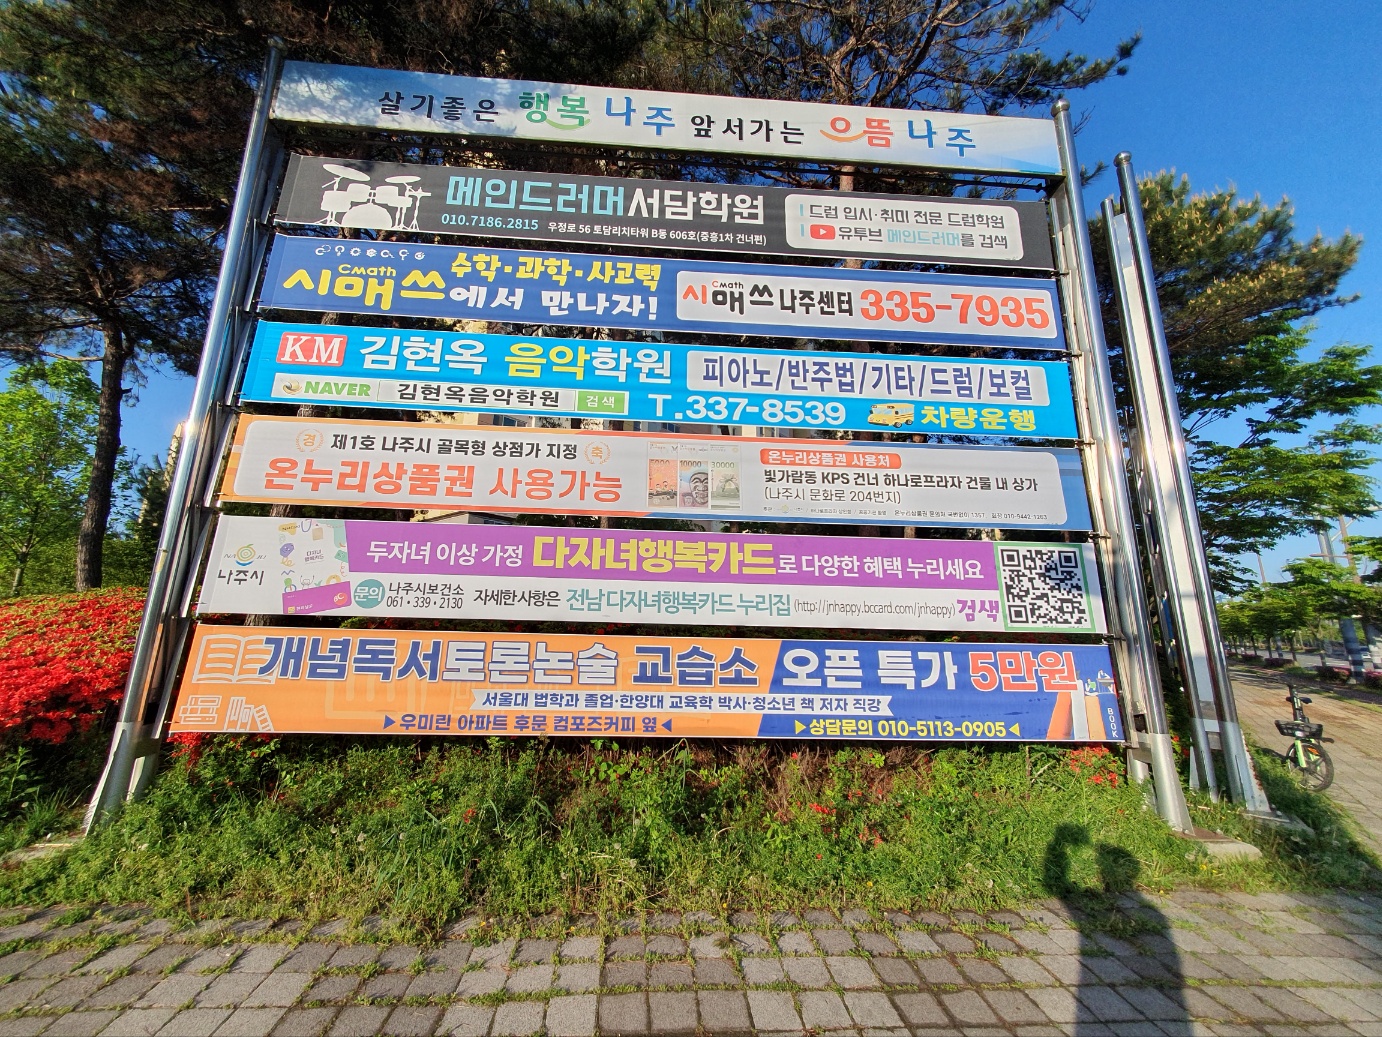 살기좋은 행복 나주 앞서가는 으뜸 나주
메인드러머서담학원
010.7186.2815 우정로 56 토담리치타워 B동 606호(중흥1차 건너편)
드럼 입시·취미 전문 드럼학원
유투브 메인드러머를 검색
수학·과학·사고력
Cmath
시매쓰에서 만나자!
Cmath
시매쓰 나주센터 335-7935
KM 김현옥 음악학원 피아노/반주법/기타/드럼/보컬
NAVER 김현옥음악학원 검색 T.337-8539 차량운행
경 제1호 나주시 골목형 상점가 지정 축
온누리상품권 사용가능
5000 10000 30000
온누리상품권 사용처
빛가람동 KPS 건너 하나로프라자 건물 내 상가
(나주시 문화로 204번지)
나주시
다자녀
행복카드
두자녀 이상 가정 다자녀행복카드로 다양한 혜택 누리세요
문의 나주시보건소
061·339·2130
자세한사항은 전남 다자녀행복카드 누리집 (http://jnhappy.bccard.com/jnhappy) 검색
개념독서토론논술 교습소 오픈 특가 5만원
서울대 법학과 졸업·한양대 교육학 박사·청소년 책 저자 직강
▶우미린 아파트 후문 컴포즈커피 옆◀ ▶상담문의 010-5113-0905◀
BOOK